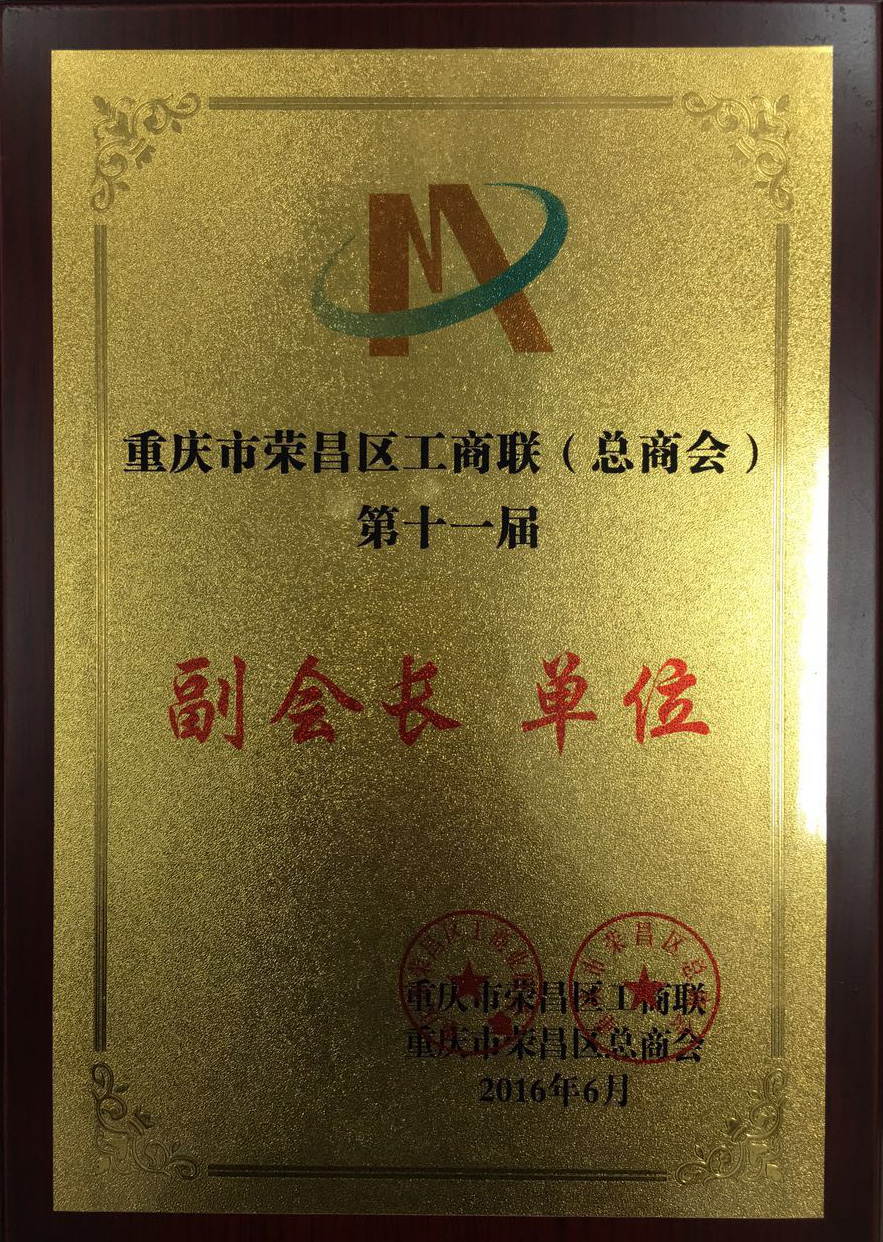 重庆市荣昌区工商联（总商会）
第十一届
副会长 单位
重庆市荣昌区工商联
重庆市荣昌区总商会
2016年6月